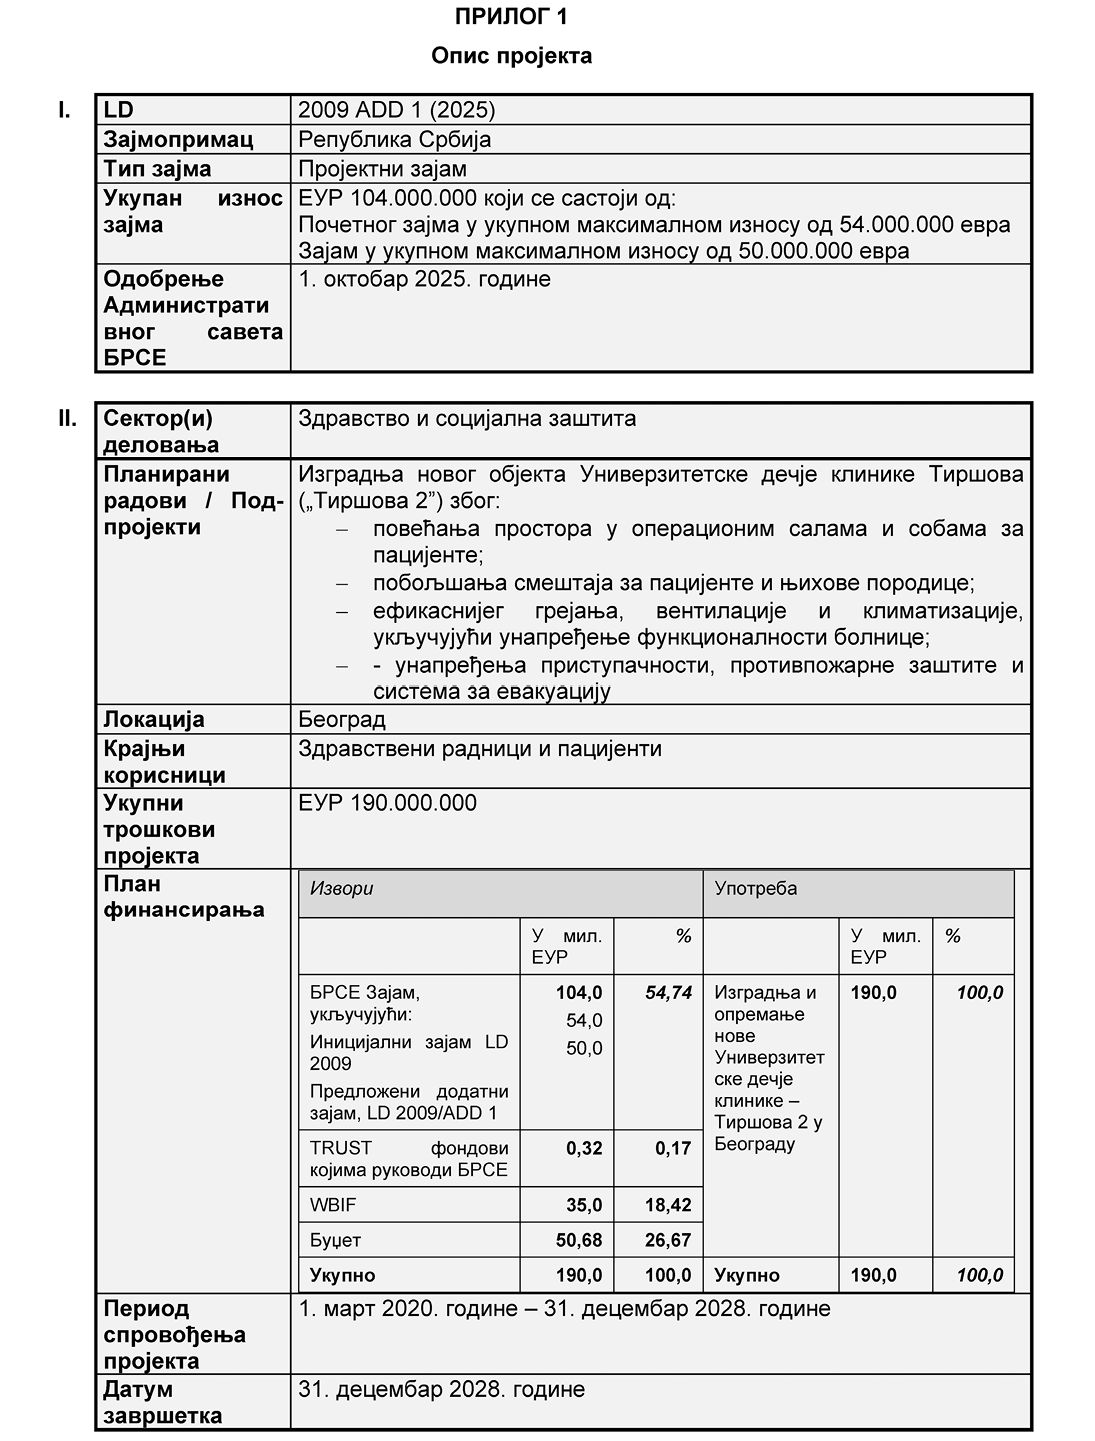 ПРИЛОГ 1
Опис пројекта
I. LD 2009 ADD 1 (2025)
Зајмопримац Република Србија
Тип зајма Пројектни зајам
Укупан износ зајма
ЕУР 104.000.000 који се састоји од:
Почетног зајма у укупном максималном износу од 54.000.000 евра
Зајам у укупном максималном износу од 50.000.000 евра
Одобрење
Администрати
вног савета
БРСЕ
1. октобар 2025. године
II. Сектор(и)
деловања
Здравство и социјална заштита
Планирани
радови / Под-
пројекти
Изградња новог објекта Универзитетске дечје клинике Тиршова
(„Тиршова 2”) због:
– повећања простора у операционим салама и собама за
пацијенте;
– побољшања смештаја за пацијенте и њихове породице;
– ефикаснијег грејања, вентилације и климатизације,
укључујући унапређење функционалности болнице;
– - унапређења приступачности, противпожарне заштите и
система за евакуацију
Локација Београд
Крајњи
корисници
Здравствени радници и пацијенти
Укупни
трошкови
пројекта
ЕУР 190.000.000
План
финансирања
Извори Употреба
У мил.
ЕУР
%
У мил.
ЕУР
%
БРСЕ Зајам,
укључујући:
Иницијални зајам LD
2009
Предложени додатни
зајам, LD 2009/ADD 1
104,0
54,0
50,0
54,74
Изградња и
опремање
нове
Универзитет
ске дечје
клинике –
Тиршова 2 у
Београду
190,0
100,0
TRUST фондови
којима руководи БРСЕ
0,32 0,17
WBIF 35,0 18,42
Буџет 50,68 26,67
Укупно 190,0 100,0 Укупно 190,0 100,0
Период
спровођења
пројекта
1. март 2020. године – 31. децембар 2028. године
Датум
завршетка
31. децембар 2028. године